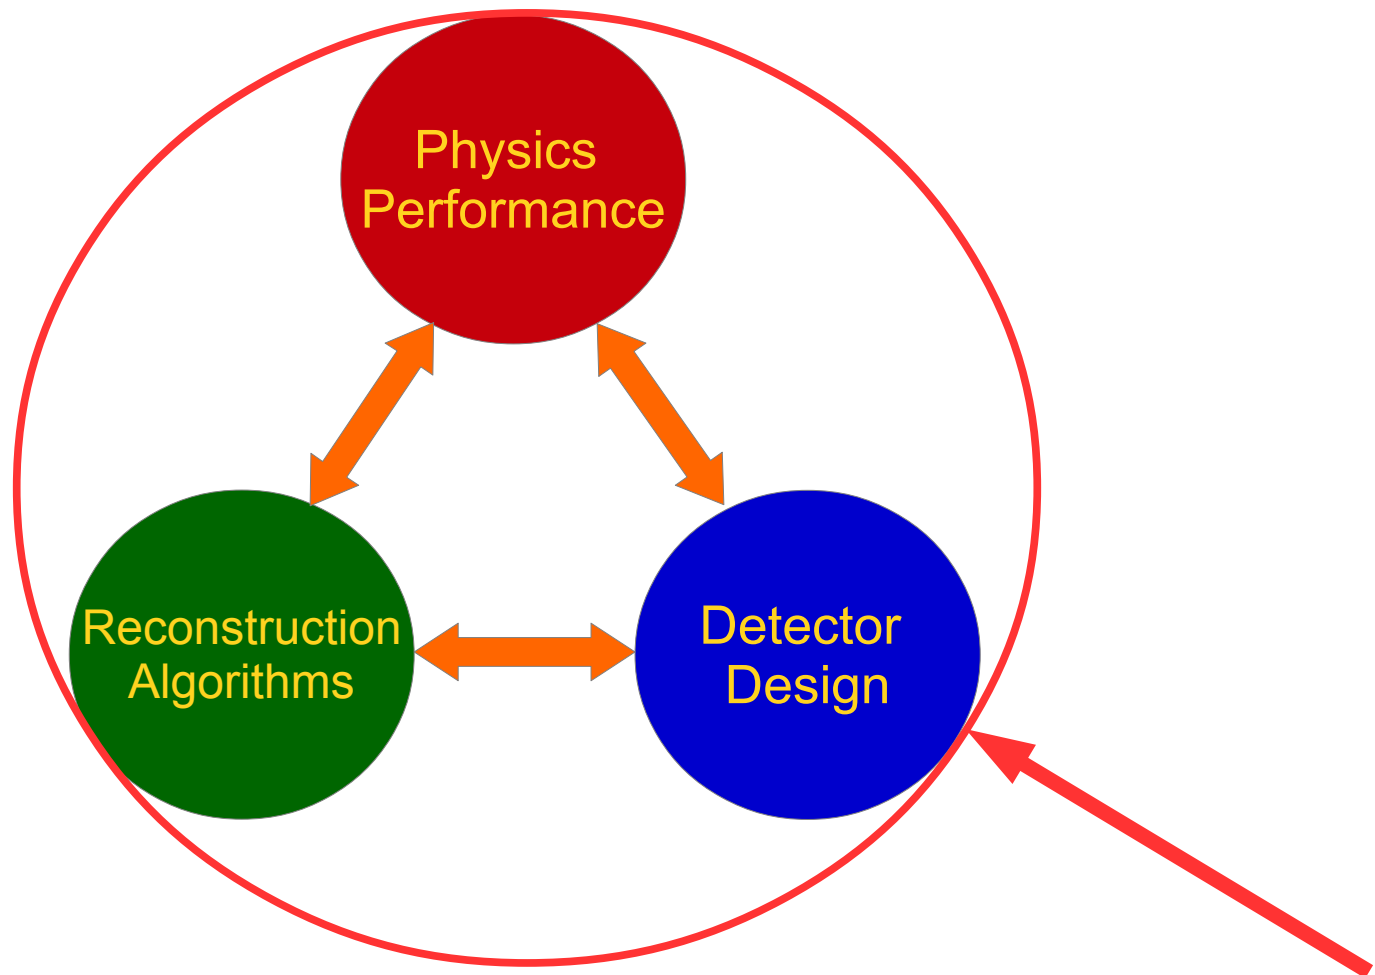 Physics
Performance
Reconstruction
Algorithms
Detector
Design